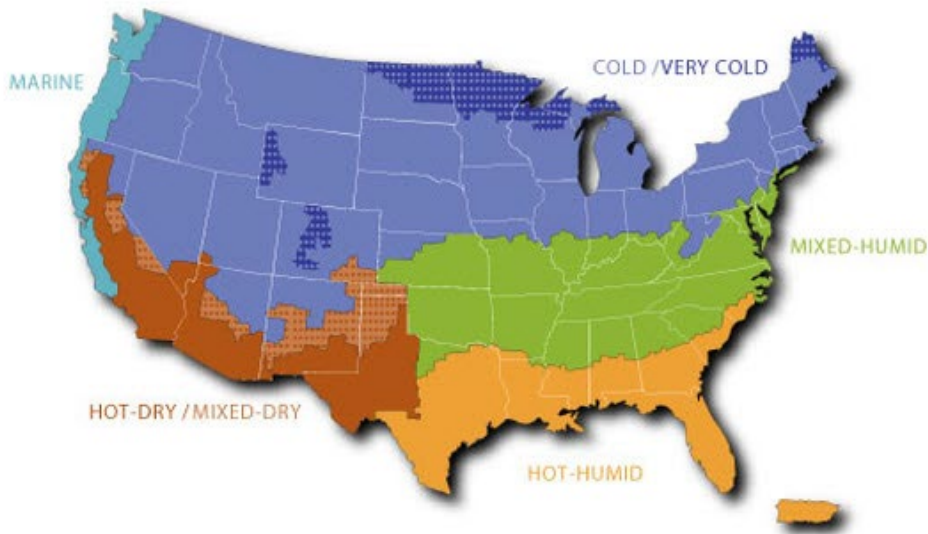 COLD /VERY COLD
MARINE
MIXED-HUMID
HOT-DRY / MIXED-DRY
HOT-HUMID